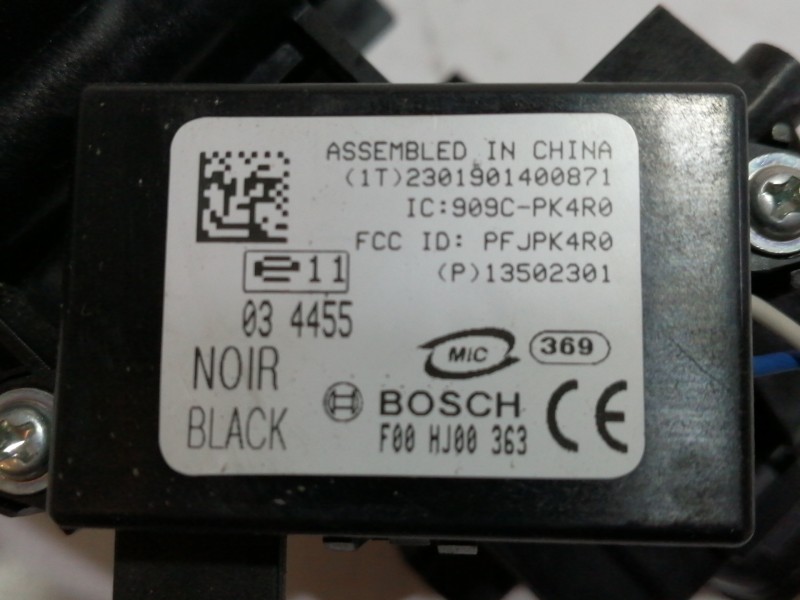 ASSEMBLED IN CHINA
(1T)2301901400871
IC:909C-PK4R0
FCC ID: PFJPK4R0
e11
(P)13502301
03 4455
MIC
369
NOIR
BOSCH
CE
BLACK
F00 HJ00 363